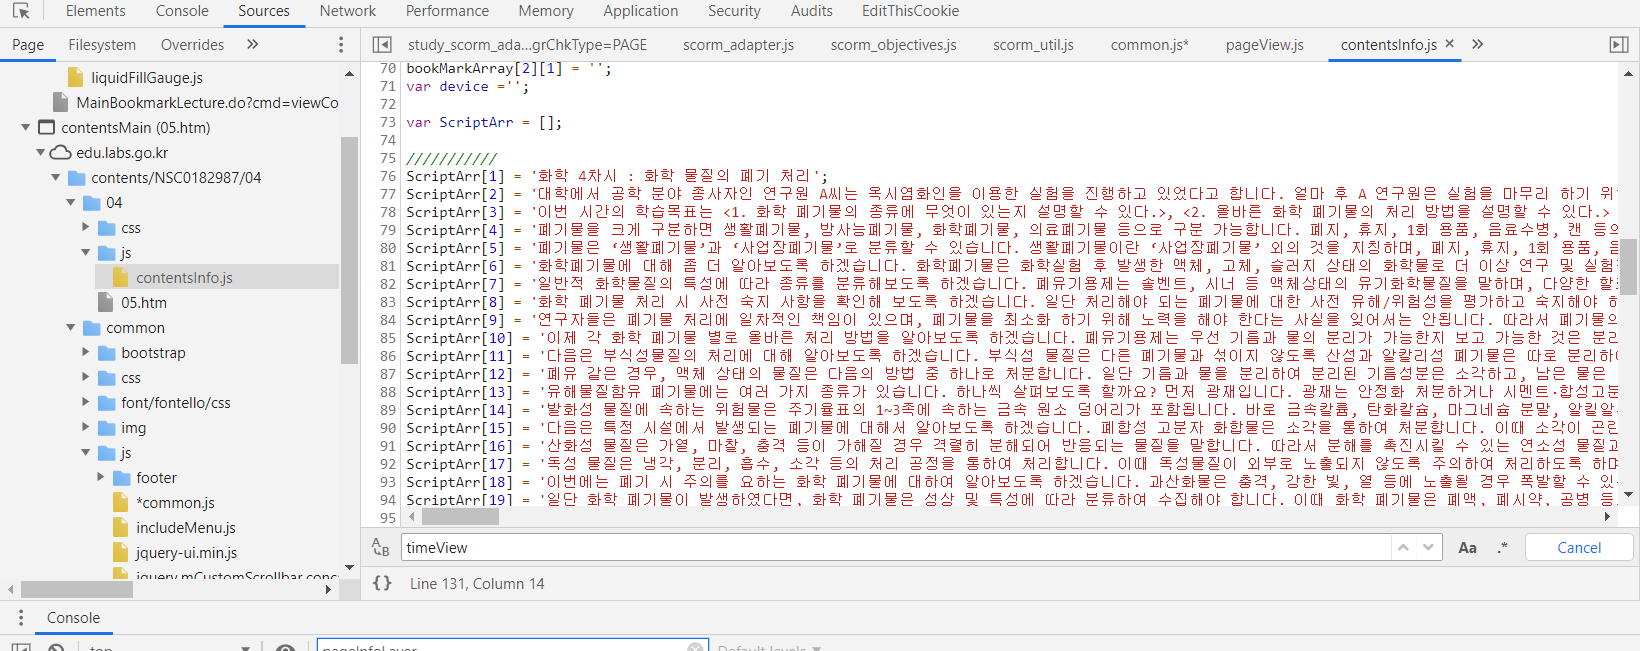 Elements Console Sources Network Performance Memory Application Security Audits EditThisCookie
Page Filesystem Overrides »
study_scorm_ada...grChkType=PAGE scorm_adapter.js scorm_objectives.js scorm_util.js common.js* pageView.js contentsInfo.js × »
liquidFillGauge.js
MainBookmarkLecture.do?cmd=viewCo
contentsMain (05.htm)
edu.labs.go.kr
contents/NSC0182987/04
04
css
js
contentsInfo.js
05.htm
common
bootstrap
css
font/fontello/css
img
js
footer
*common.js
includeMenu.js
jquery-ui.min.js
jquery.mCustomScrollbar.conc
70 bookMarkArray[2][1] = '';
71 var device ='';
72
73 var ScriptArr = [];
74
75 ///////////
76 ScriptArr[1] = '화학 4차시 : 화학 물질의 폐기 처리';
77 ScriptArr[2] = '대학에서 공학 분야 종사자인 연구원 A씨는 옥시염화인을 이용한 실험을 진행하고 있었다고 합니다. 얼마 후 A 연구원은 실험을 마무리 하기 위
78 ScriptArr[3] = '이번 시간의 학습목표는 <1. 화학 폐기물의 종류에 무엇이 있는지 설명할 수 있다.>, <2. 올바른 화학 폐기물의 처리 방법을 설명할 수 있다.>
79 ScriptArr[4] = '폐기물을 크게 구분하면 생활폐기물, 방사능폐기물, 화학폐기물, 의료폐기물 등으로 구분 가능합니다. 폐지, 휴지, 1회 용품, 음료수병, 캔 등의
80 ScriptArr[5] = '폐기물은 ‘생활폐기물’과 ‘사업장폐기물’로 분류할 수 있습니다. 생활폐기물이란 ‘사업장폐기물’ 외의 것을 지칭하며, 폐지, 휴지, 1회 용품, 음
81 ScriptArr[6] = '화학폐기물에 대해 좀 더 알아보도록 하겠습니다. 화학폐기물은 화학실험 후 발생한 액체, 고체, 슬러지 상태의 화학물로 더 이상 연구 및 실험
82 ScriptArr[7] = '일반적 화학물질의 특성에 따라 종류를 분류해보도록 하겠습니다. 폐유기용제는 솔벤트, 시너 등 액체상태의 유기화학물질을 말하며, 다양한 할로
83 ScriptArr[8] = '화학 폐기물 처리 시 사전 숙지 사항을 확인해 보도록 하겠습니다. 일단 처리해야 되는 폐기물에 대한 사전 유해/위험성을 평가하고 숙지해야 하
84 ScriptArr[9] = '연구자들은 폐기물 처리에 일차적인 책임이 있으며, 폐기물을 최소화 하기 위해 노력을 해야 한다는 사실을 잊어서는 안됩니다. 따라서 폐기물의
85 ScriptArr[10] = '이제 각 화학 폐기물 별로 올바른 처리 방법을 알아보도록 하겠습니다. 폐유기용제는 우선 기름과 물의 분리가 가능한지 보고 가능한 것은 분리
86 ScriptArr[11] = '다음은 부식성물질의 처리에 대해 알아보도록 하겠습니다. 부식성 물질은 다른 폐기물과 섞이지 않도록 산성과 알칼리성 폐기물은 따로 분리하여
87 ScriptArr[12] = '폐유 같은 경우, 액체 상태의 물질은 다음의 방법 중 하나로 처분합니다. 일단 기름과 물을 분리하여 분리된 기름성분은 소각하고, 남은 물은
88 ScriptArr[13] = '유해물질함유 폐기물에는 여러 가지 종류가 있습니다. 하나씩 살펴보도록 할까요? 먼저 광재입니다. 광재는 안정화 처분하거나 시멘트·합성고분
89 ScriptArr[14] = '발화성 물질에 속하는 위험물은 주기율표의 1~3족에 속하는 금속 원소 덩어리가 포함됩니다. 바로 금속칼륨, 탄화칼슘, 마그네슘 분말, 알킬알
90 ScriptArr[15] = '다음은 특정 시설에서 발생되는 폐기물에 대해서 알아보도록 하겠습니다. 폐합성 고분자 화합물은 소각을 통하여 처분합니다. 이때 소각이 곤란
91 ScriptArr[16] = '산화성 물질은 가열, 마찰, 충격 등이 가해질 경우 격렬히 분해되어 반응되는 물질을 말합니다. 따라서 분해를 촉진시킬 수 있는 연소성 물질과
92 ScriptArr[17] = '독성 물질은 냉각, 분리, 흡수, 소각 등의 처리 공정을 통하여 처리합니다. 이때 독성물질이 외부로 노출되지 않도록 주의하여 처리하도록 하며
93 ScriptArr[18] = '이번에는 폐기 시 주의를 요하는 화학 폐기물에 대하여 알아보도록 하겠습니다. 과산화물은 충격, 강한 빛, 열 등에 노출될 경우 폭발할 수 있
94 ScriptArr[19] = '일단 화학 폐기물이 발생하였다면, 화학 폐기물은 성상 및 특성에 따라 분류하여 수집해야 합니다. 이때 화학 폐기물은 폐액, 폐시약, 공병 등
95
timeView Aa .* Cancel
{} Line 131, Column 14
Console
top pageInfoLayer Default levels